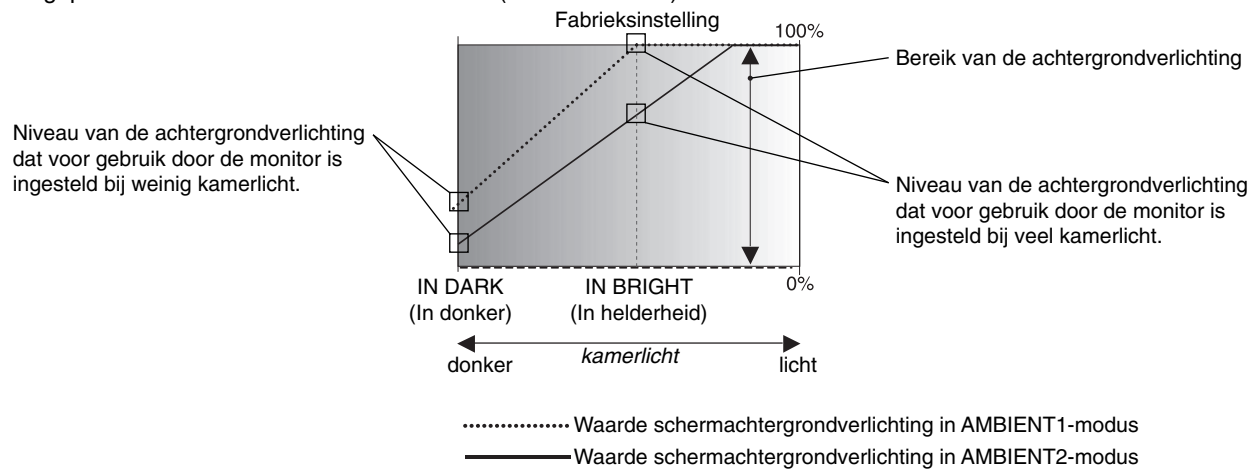 Fabrieksinstelling
100%
Bereik van de achtergrondverlichting
Niveau van de achtergrondverlichting
dat voor gebruik door de monitor is
ingesteld bij weinig kamerlicht.
Niveau van de achtergrondverlichting
dat voor gebruik door de monitor is
ingesteld bij veel kamerlicht.
IN DARK
(In donker)
IN BRIGHT
(In helderheid)
0%
donker
kamerlicht
licht
Waarde schermachtergrondverlichting in AMBIENT1-modus
Waarde schermachtergrondverlichting in AMBIENT2-modus